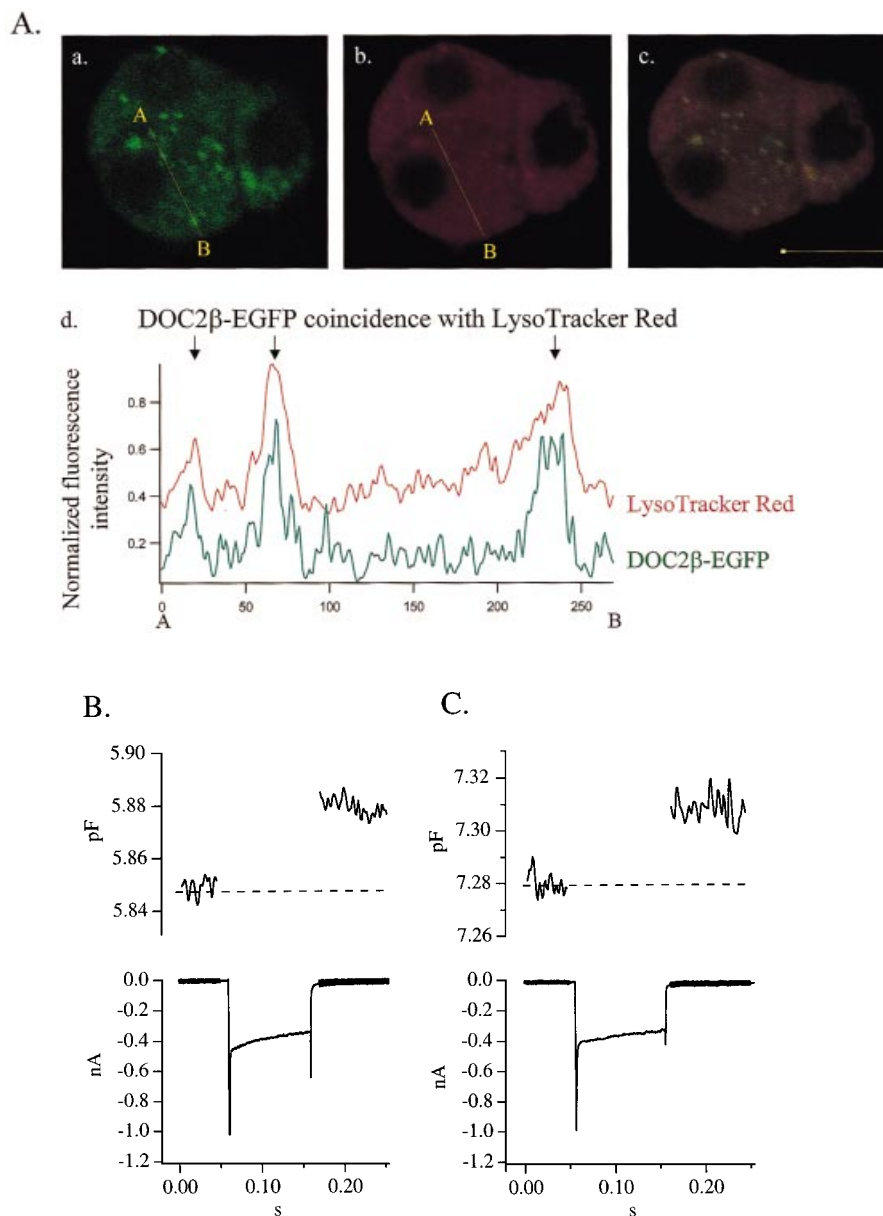 A.
a.
A
B
b.
A
B
c.
d. DOC2β-EGFP coincidence with LysoTracker Red
Normalized fluorescence
intensity
0.8
0.6
0.4
0.2
LysoTracker Red
DOC2β-EGFP
0 50 100 150 200 250
A B
B.
5.90
5.88
5.86
5.84
pF
0.0
-0.2
-0.4
-0.6
-0.8
-1.0
-1.2
nA
0.00 0.10 0.20
s
C.
7.32
7.30
7.28
7.26
pF
0.0
-0.2
-0.4
-0.6
-0.8
-1.0
-1.2
nA
0.00 0.10 0.20
s